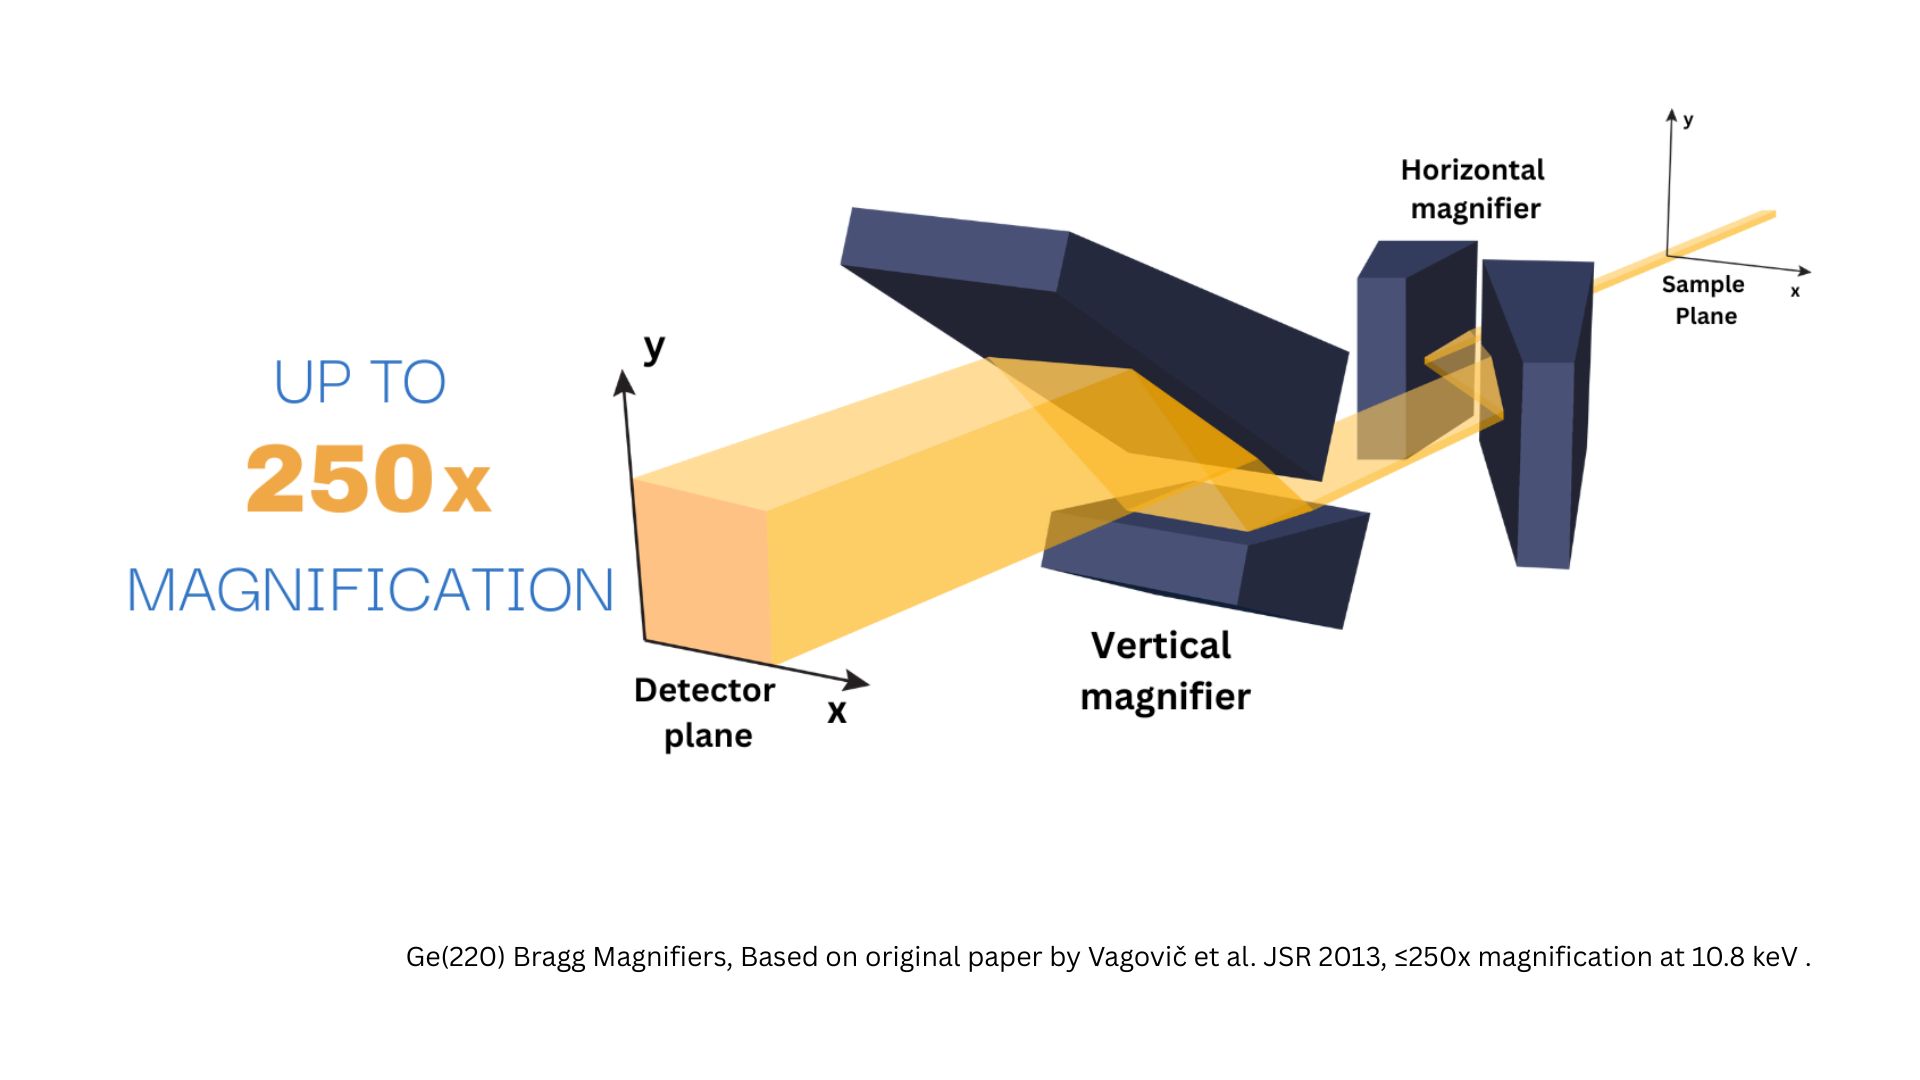 UP TO
250x
MAGNIFICATION
y
Detector
plane
x
Vertical
magnifier
Horizontal
magnifier
y
Sample
Plane
x
Ge(220) Bragg Magnifiers, Based on original paper by Vagovič et al. JSR 2013, ≤250x magnification at 10.8 keV .